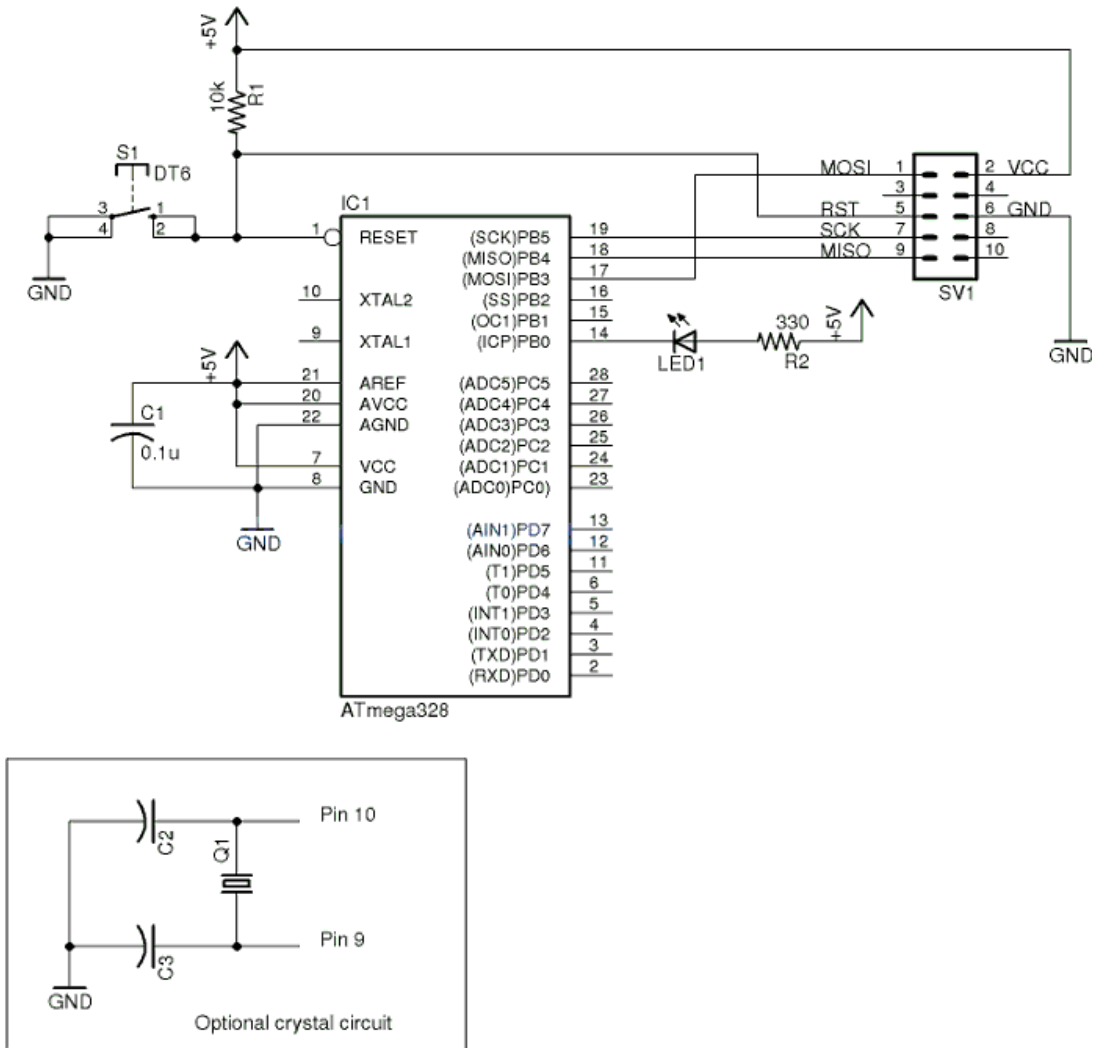 +5V
10k
R1
S1
DT6
3
1
4
2
GND
IC1
1
RESET
10
XTAL2
9
XTAL1
+5V
21
AREF
20
AVCC
22
AGND
7
VCC
8
GND
C1
0.1u
GND
(SCK)PB5
19
(MISO)PB4
18
(MOSI)PB3
17
(SS)PB2
16
(OC1)PB1
15
(ICP)PB0
14
(ADC5)PC5
28
(ADC4)PC4
27
(ADC3)PC3
26
(ADC2)PC2
25
(ADC1)PC1
24
(ADC0)PC0)
23
(AIN1)PD7
13
(AIN0)PD6
12
(T1)PD5
11
(T0)PD4
6
(INT1)PD3
5
(INT0)PD2
4
(TXD)PD1
3
(RXD)PD0
2
ATmega328
LED1
330
R2
+5V
MOSI
1
2
VCC
3
4
RST
5
6
GND
SCK
7
8
MISO
9
10
SV1
GND
C2
Pin 10
Q1
C3
Pin 9
GND
Optional crystal circuit